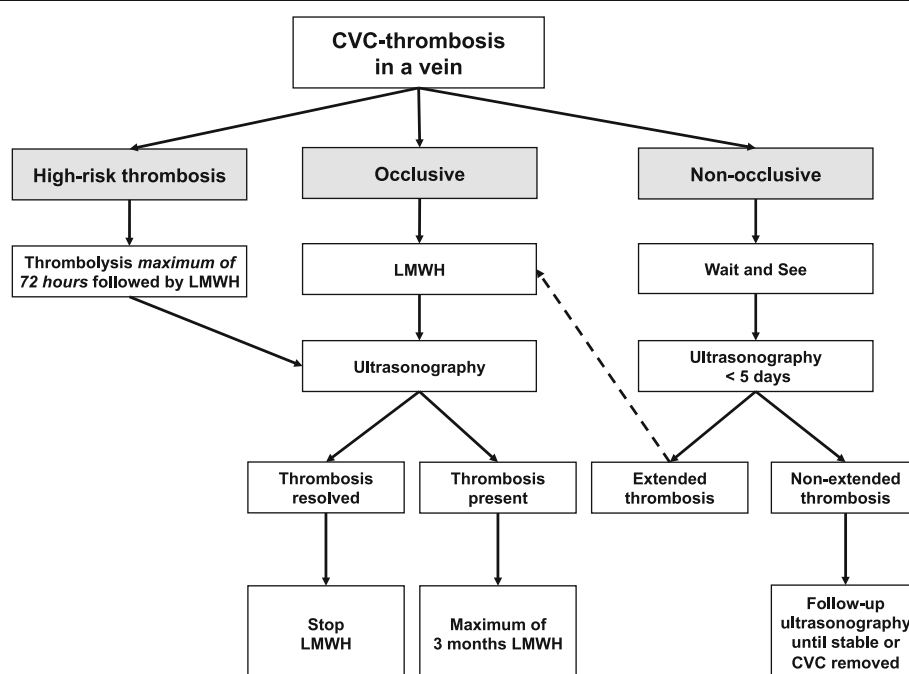 CVC-thrombosis
in a vein
High-risk thrombosis
Occlusive
Non-occlusive
Thrombolysis maximum of
72 hours followed by LMWH
LMWH
Wait and See
Ultrasonography
Ultrasonography
< 5 days
Thrombosis
resolved
Thrombosis
present
Extended
thrombosis
Non-extended
thrombosis
Stop
LMWH
Maximum of
3 months LMWH
Follow-up
ultrasonography
until stable or
CVC removed